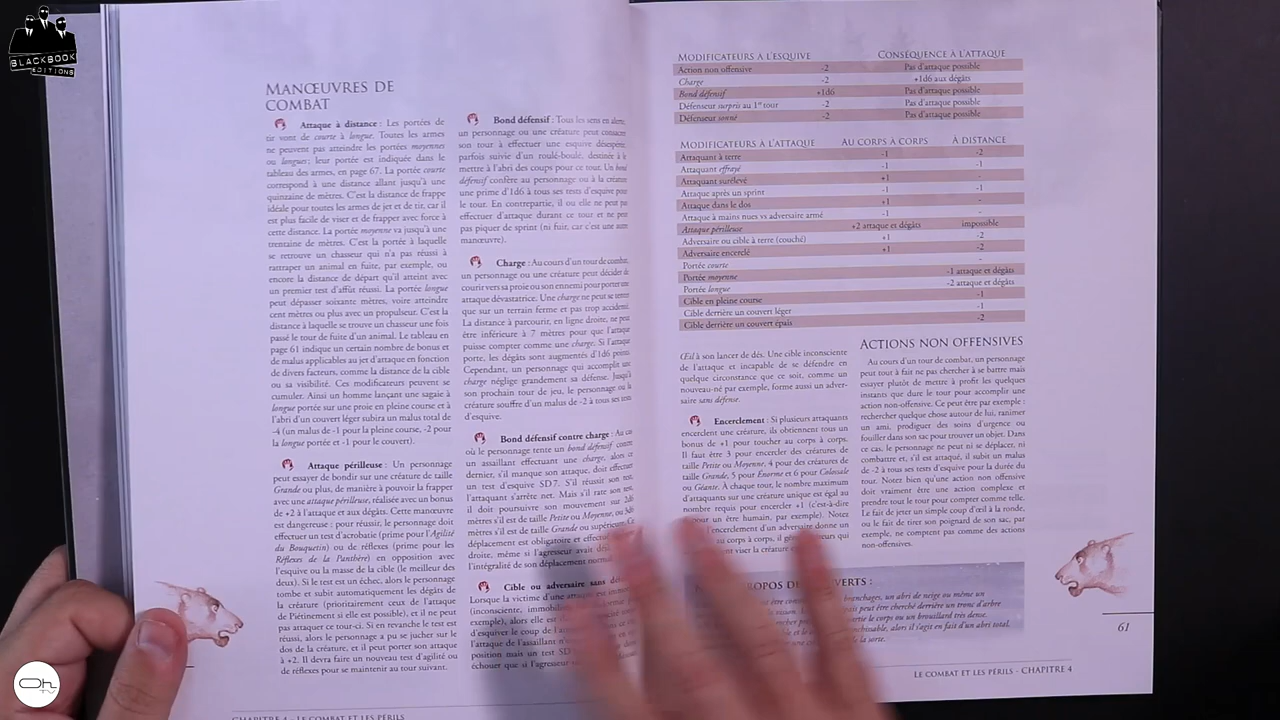 BLACKBOOK
EDITIONS
MANŒUVRES DE
COMBAT
Attaque à distance : Les portées de
tir vont de courte à longue. Toutes les armes
ne peuvent pas atteindre les portées moyennes
ou longues ; leur portée est indiquée dans le
tableau des armes, en page 67. La portée courte
correspond à une distance allant jusqu'à une
quinzaine de mètres. C'est la distance de frappe
idéale pour toutes les armes de jet et de tir, car il
est plus facile de viser et de frapper avec force à
cette distance. La portée moyenne va jusqu'à une
trentaine de mètres. C'est la portée à laquelle
se retrouve un chasseur qui n'a pas réussi à
rattraper un animal en fuite, par exemple, ou
encore la distance de départ qu'il atteint avec
un premier test d'affût réussi. La portée longue
peut dépasser soixante mètres, voire atteindre
cent mètres ou plus avec un propulseur. C'est la
distance à laquelle se trouve un chasseur une fois
passé le tour de fuite d'un animal. Le tableau en
page 61 indique un certain nombre de bonus et
de malus applicables au jet d'attaque en fonction
de divers facteurs, comme la distance de la cible
ou sa visibilité. Ces modificateurs peuvent se
cumuler. Ainsi un homme lançant une sagaie à
longue portée sur une proie en pleine course et à
l'abri d'un couvert léger subira un malus total de
-4 (un malus de -1 pour la pleine course, -2 pour
la longue portée et -1 pour le couvert).
Attaque périlleuse : Un personnage
peut essayer de bondir sur une créature de taille
Grande ou plus, de manière à pouvoir la frapper
avec une attaque périlleuse, réalisée avec un bonus
de +2 à l'attaque et aux dégâts. Cette manœuvre
est dangereuse : pour réussir, le personnage doit
effectuer un test d'acrobatie (prime pour l'Agilité
du Bouquetin) ou de réflexes (prime pour les
Réflexes de la Panthère) en opposition avec
l'esquive ou la masse de la cible (le meilleur des
deux). Si le test est un échec, alors le personnage
tombe et subit automatiquement les dégâts de
la créature (prioritairement ceux de l'attaque
de Piétinement si elle est possible), et il ne peut
pas attaquer ce tour-ci. Si en revanche le test est
réussi, alors le personnage a pu se jucher sur le
dos de la créature, et il peut porter son attaque
à +2. Il devra faire un nouveau test d'agilité ou
de réflexes pour se maintenir au tour suivant.
Bond défensif : Tous les sens en alerte,
un personnage ou une créature peut consacrer
son tour à effectuer une esquive désespérée,
parfois suivie d'un roulé-boulé, destinée à le
mettre à l'abri des coups pour ce tour. Un bond
défensif confère au personnage ou à la créature
une prime d'1d6 à tous ses tests d'esquive pour
le tour. En contrepartie, il ou elle ne peut pas
effectuer d'attaque durant ce tour et ne peut
pas piquer de sprint (ni fuir, car c'est une autre
manœuvre).
Charge : Au cours d'un tour de combat,
un personnage ou une créature peut décider de
courir vers sa proie ou son ennemi pour porter une
attaque dévastatrice. Une charge ne peut se tenter
que sur un terrain ferme et pas trop accidenté.
La distance à parcourir, en ligne droite, ne peut
être inférieure à 7 mètres pour que l'attaque
puisse compter comme une charge. Si l'attaque
porte, les dégâts sont augmentés d'1d6 points.
Cependant, un personnage qui accomplit une
charge néglige grandement sa défense. Jusqu'à
son prochain tour de jeu, le personnage ou la
créature souffre d'un malus de -2 à tous ses tests
d'esquive.
Bond défensif contre charge : Au cas
où le personnage tente un bond défensif contre
un assaillant effectuant une charge, alors ce
dernier, s'il manque son attaque, doit effectuer
un test d'esquive SD7. S'il réussit son test,
l'attaquant s'arrête net. Mais s'il rate son test,
il doit poursuivre son mouvement sur 2d6
mètres s'il est de taille Petite ou Moyenne, ou 3d6
mètres s'il est de taille Grande ou supérieure. Ce
déplacement est obligatoire et effectué
droite, même si l'agresseur avait déjà
l'intégralité de son déplacement normal.
Cible ou adversaire sans
Lorsque la victime d'une attaque est
(inconsciente, immobil
exemple), alors elle est
d'esquiver le coup de
l'attaque de l'assaillant
position mais un test SD
échouer que si l'agresseur
CHAPITRE 4 - LE COMBAT ET LES PÉRILS
MODIFICATEURS À L'ESQUIVE CONSÉQUENCE À L'ATTAQUE
Action non offensive -2 Pas d'attaque possible
Charge -2 +1d6 aux dégâts
Bond défensif +1d6 Pas d'attaque possible
Défenseur surpris au 1er tour -2 Pas d'attaque possible
Défenseur sonné -2 Pas d'attaque possible
MODIFICATEURS À L'ATTAQUE AU CORPS À CORPS À DISTANCE
Attaquant à terre -1 -2
Attaquant effrayé -1 -1
Attaquant surélevé +1 -
Attaque après un sprint -1 -1
Attaque dans le dos +1 -
Attaque à mains nues vs adversaire armé -1 -
Attaque périlleuse +2 attaque et dégâts impossible
Adversaire ou cible à terre (couché) +1 -2
Adversaire encerclé +1 -2
Portée courte -
Portée moyenne -1 attaque et dégâts
Portée longue -2 attaque et dégâts
Cible en pleine course -1
Cible derrière un couvert léger -1
Cible derrière un couvert épais -2
Œil à son lancer de dés. Une cible inconsciente
de l'attaque et incapable de se défendre en
quelque circonstance que ce soit, comme un
nouveau-né par exemple, forme aussi un adver-
saire sans défense.
Encerclement : Si plusieurs attaquants
encerclent une créature, ils obtiennent tous un
bonus de +1 pour toucher au corps à corps.
Il faut être 3 pour encercler des créatures de
taille Petite ou Moyenne, 4 pour des créatures de
taille Grande, 5 pour Énorme et 6 pour Colossale
ou Géante. À chaque tour, le nombre maximum
d'attaquants sur une créature unique est égal au
nombre requis pour encercler +1 (c'est-à-dire
pour un être humain, par exemple). Notez
l'encerclement d'un adversaire donne un
au corps à corps, il
ent viser la créature
ACTIONS NON OFFENSIVES
Au cours d'un tour de combat, un personnage
peut tout à fait ne pas chercher à se battre mais
essayer plutôt de mettre à profit les quelques
instants que dure le tour pour accomplir une
action non-offensive. Ce peut être par exemple :
rechercher quelque chose autour de lui, ranimer
un ami, prodiguer des soins d'urgence ou
fouiller dans son sac pour trouver un objet. Dans
ce cas, le personnage ne peut ni se déplacer, ni
combattre et, s'il est attaqué, il subit un malus
de -2 à tous ses tests d'esquive pour la durée du
tour. Notez bien qu'une action non offensive
doit vraiment être une action complexe et
prendre tout le tour pour compter comme telle.
Le fait de jeter un simple coup d'œil à la ronde,
ou le fait de tirer son poignard de son sac, par
exemple, ne comptent pas comme des actions
non-offensives.
PROPOS DE VERTS :
branchages, un abri de neige ou même un
peut être cherché derrière un tronc d'arbre
partie le corps ou un brouillard très dense.
chissable, alors il s'agit en fait d'un abri total,
de la sorte.
61
LE COMBAT ET LES PÉRILS - CHAPITRE 4
Oh
TV